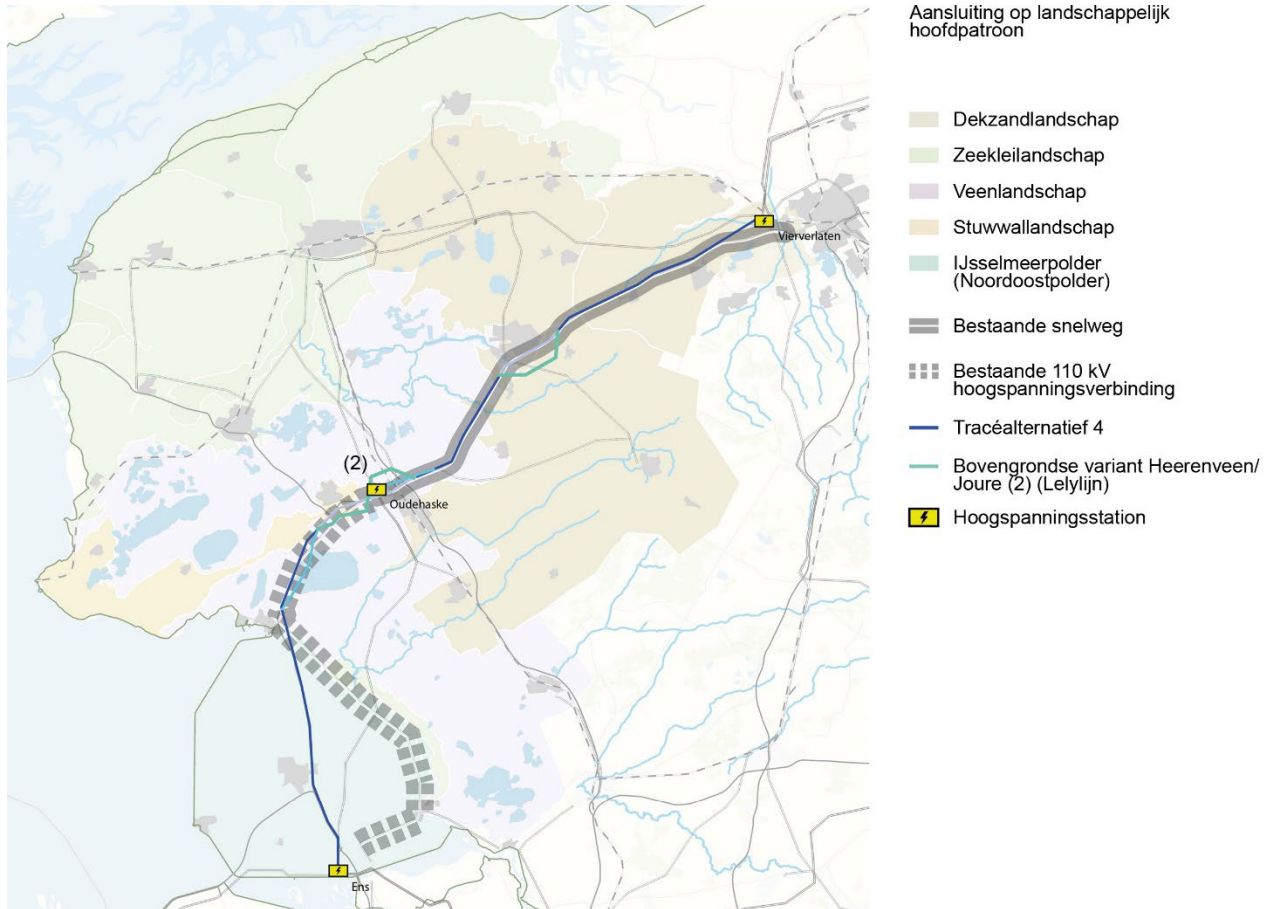 Aansluiting op landschappelijk
hoofdpatroon
Dekzandlandschap
Zeekleilandschap
Veenlandschap
Stuwwallandschap
IJsselmeerpolder
(Noordoostpolder)
Bestaande snelweg
Bestaande 110 kV
hoogspanningsverbinding
Tracéalternatief 4
Bovengrondse variant Heerenveen/
Joure (2) (Lelylijn)
Hoogspanningsstation
Vierverlaten
(2)
Oudehaske
Ens